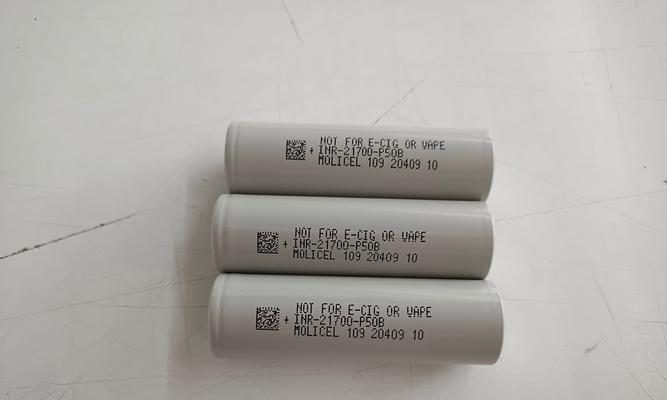 NOT FOR E-CIG OR VAPE
+ INR-21700-P50B
MOLICEL 109 20409 10
NOT FOR E-CIG OR VAPE
+ INR-21700-P50B
MOLICEL 109 20409 10
NOT FOR E-CIG OR VAPE
+ INR-21700-P50B
MOLICEL 109 20409 10